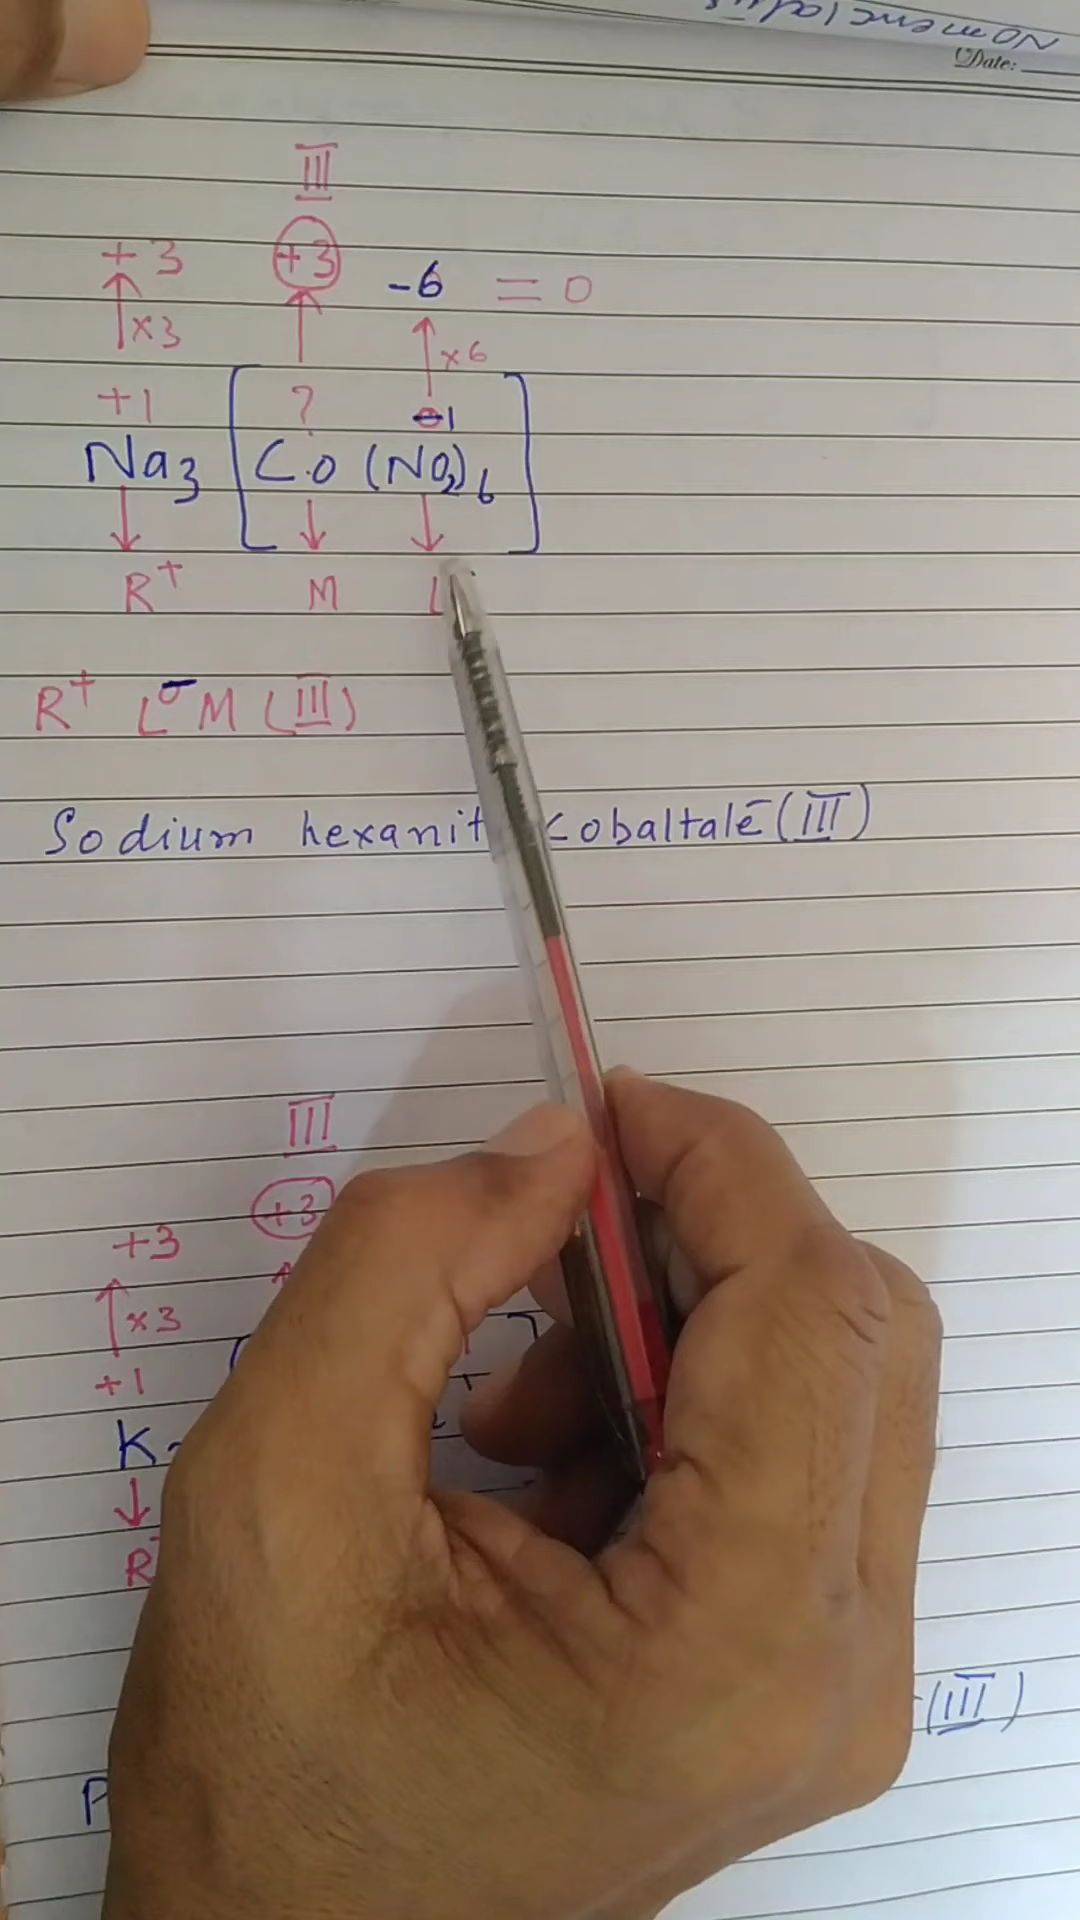 Nomenclature
Date:
III
+3 +3 -6 = 0
×3 ×6
+1 ? -1
Na3 [Co (NO2)6]
R+ M L
R+ L M (III)
Sodium hexanit cobaltate (III)
III
+3 +3
×3
+1
K
R
(III)
P